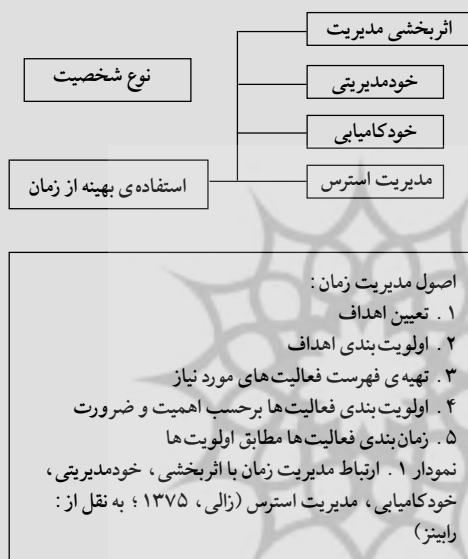 اثربخشی مدیریت
نوع شخصیت
خودمدیریتی
خودکامیابی
مدیریت استرس
استفاده‌ی بهینه از زمان
اصول مدیریت زمان :
۱ . تعیین اهداف
۲ . اولویت‌بندی اهداف
۳ . تهیه‌ی فهرست فعالیت‌های مورد نیاز
۴ . اولویت‌بندی فعالیت‌ها برحسب اهمیت و ضرورت
۵ . زمان‌بندی فعالیت‌ها مطابق اولویت‌ها
نمودار ۱ . ارتباط مدیریت زمان با اثربخشی ، خودمدیریتی ،
خودکامیابی ، مدیریت استرس (زالی ، ۱۳۷۵ ؛ به نقل از :
رابینز)